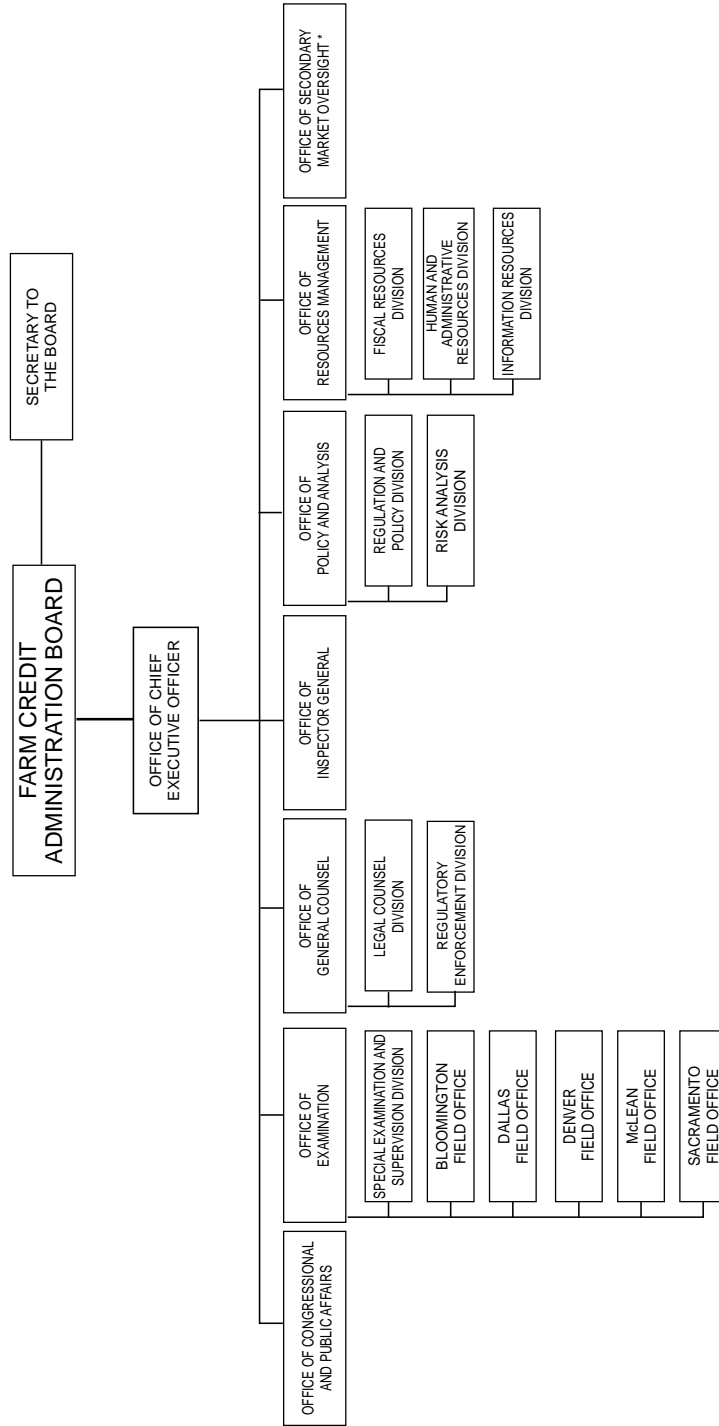 FARM CREDIT
ADMINISTRATION BOARD
SECRETARY TO
THE BOARD
OFFICE OF CHIEF
EXECUTIVE OFFICER
OFFICE OF CONGRESSIONAL
AND PUBLIC AFFAIRS
OFFICE OF
EXAMINATION
SPECIAL EXAMINATION AND
SUPERVISION DIVISION
BLOOMINGTON
FIELD OFFICE
DALLAS
FIELD OFFICE
DENVER
FIELD OFFICE
McLEAN
FIELD OFFICE
SACRAMENTO
FIELD OFFICE
OFFICE OF
GENERAL COUNSEL
LEGAL COUNSEL
DIVISION
REGULATORY
ENFORCEMENT DIVISION
OFFICE OF
INSPECTOR GENERAL
OFFICE OF
POLICY AND ANALYSIS
REGULATION AND
POLICY DIVISION
RISK ANALYSIS
DIVISION
OFFICE OF
RESOURCES MANAGEMENT
FISCAL RESOURCES
DIVISION
HUMAN AND
ADMINISTRATIVE
RESOURCES DIVISION
INFORMATION RESOURCES
DIVISION
OFFICE OF SECONDARY
MARKET OVERSIGHT *